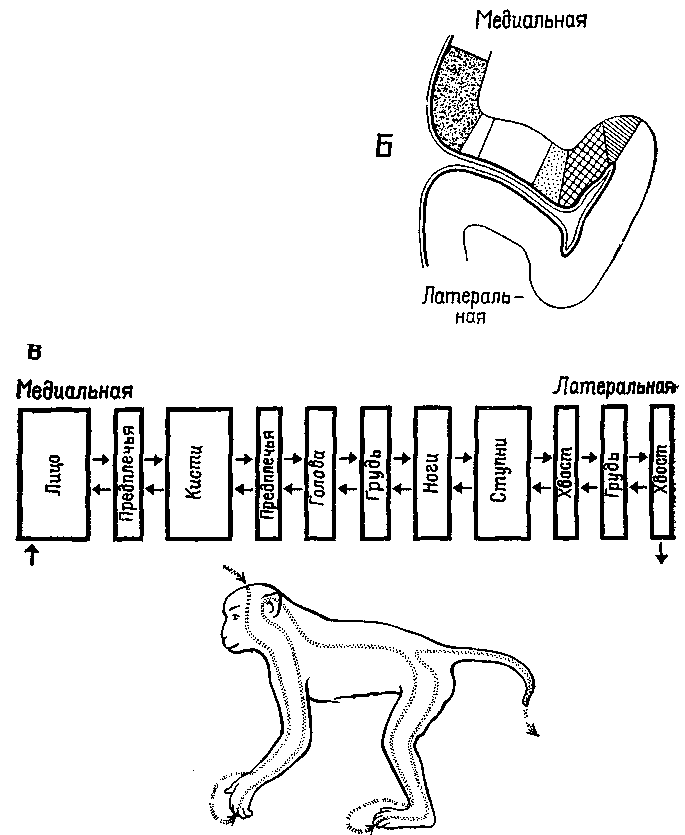 Медиальная
Б
Латераль-
ная
в
Медиальная
Латеральная
Лицо
Предплечья
Кисти
Предплечья
Голова
Грудь
Ноги
Ступни
Хвост
Грудь
Хвост